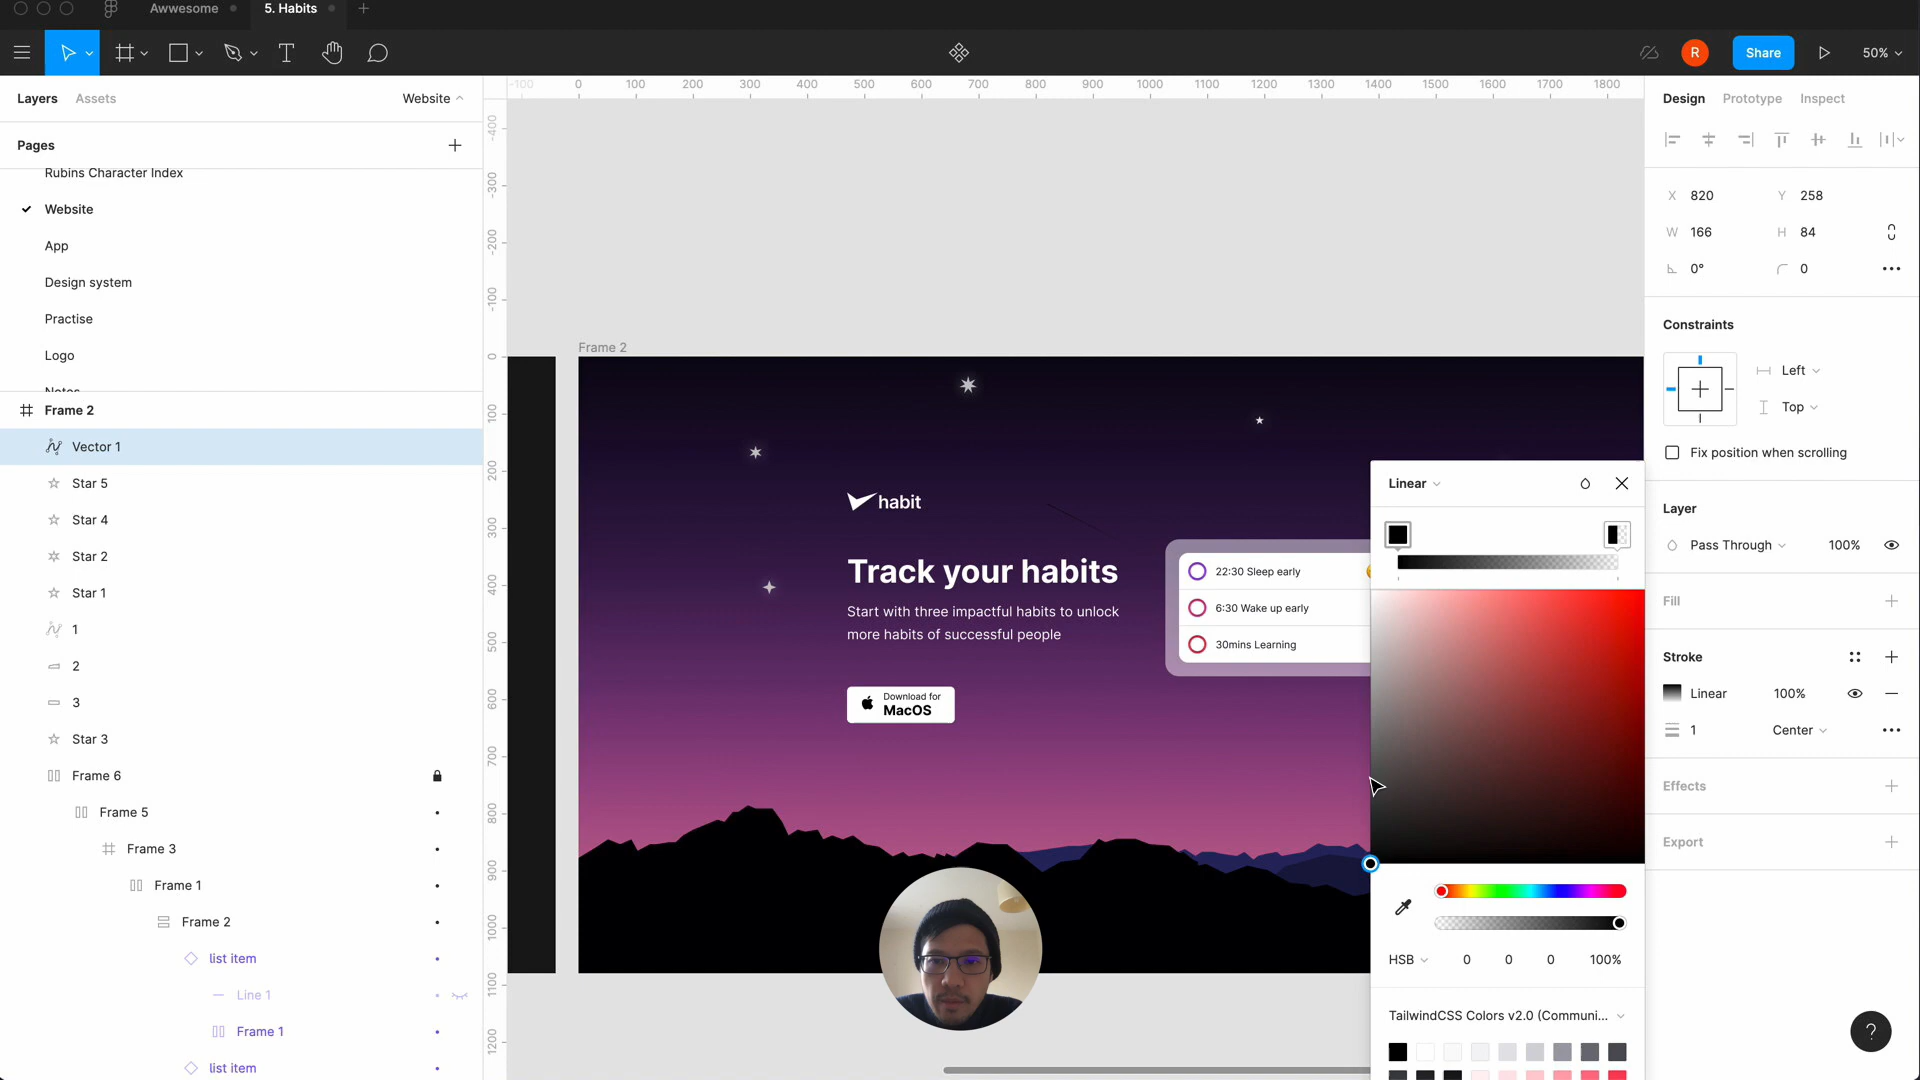 Awwesome
5. Habits
R
Share
50%
Layers
Assets
Website
Pages
Rubins Character Index
Website
App
Design system
Practise
Logo
Notes
Frame 2
Vector 1
Star 5
Star 4
Star 2
Star 1
1
2
3
Star 3
Frame 6
Frame 5
Frame 3
Frame 1
Frame 2
list item
Line 1
Frame 1
list item
-100 0 100 200 300 400 500 600 700 800 900 1000 1100 1200 1300 1400 1500 1600 1700 1800
-400
-300
-200
-100
0
100
200
300
400
500
600
700
800
900
1000
1100
1200
Frame 2
habit
Track your habits
Start with three impactful habits to unlock
more habits of successful people
Download for
MacOS
22:30 Sleep early
6:30 Wake up early
30mins Learning
Linear
HSB 0 0 0 100%
TailwindCSS Colors v2.0 (Communi...
Design
Prototype
Inspect
X 820 Y 258
W 166 H 84
0° 0
Constraints
Left
Top
Fix position when scrolling
Layer
Pass Through 100%
Fill
Stroke
Linear 100%
1 Center
Effects
Export
?